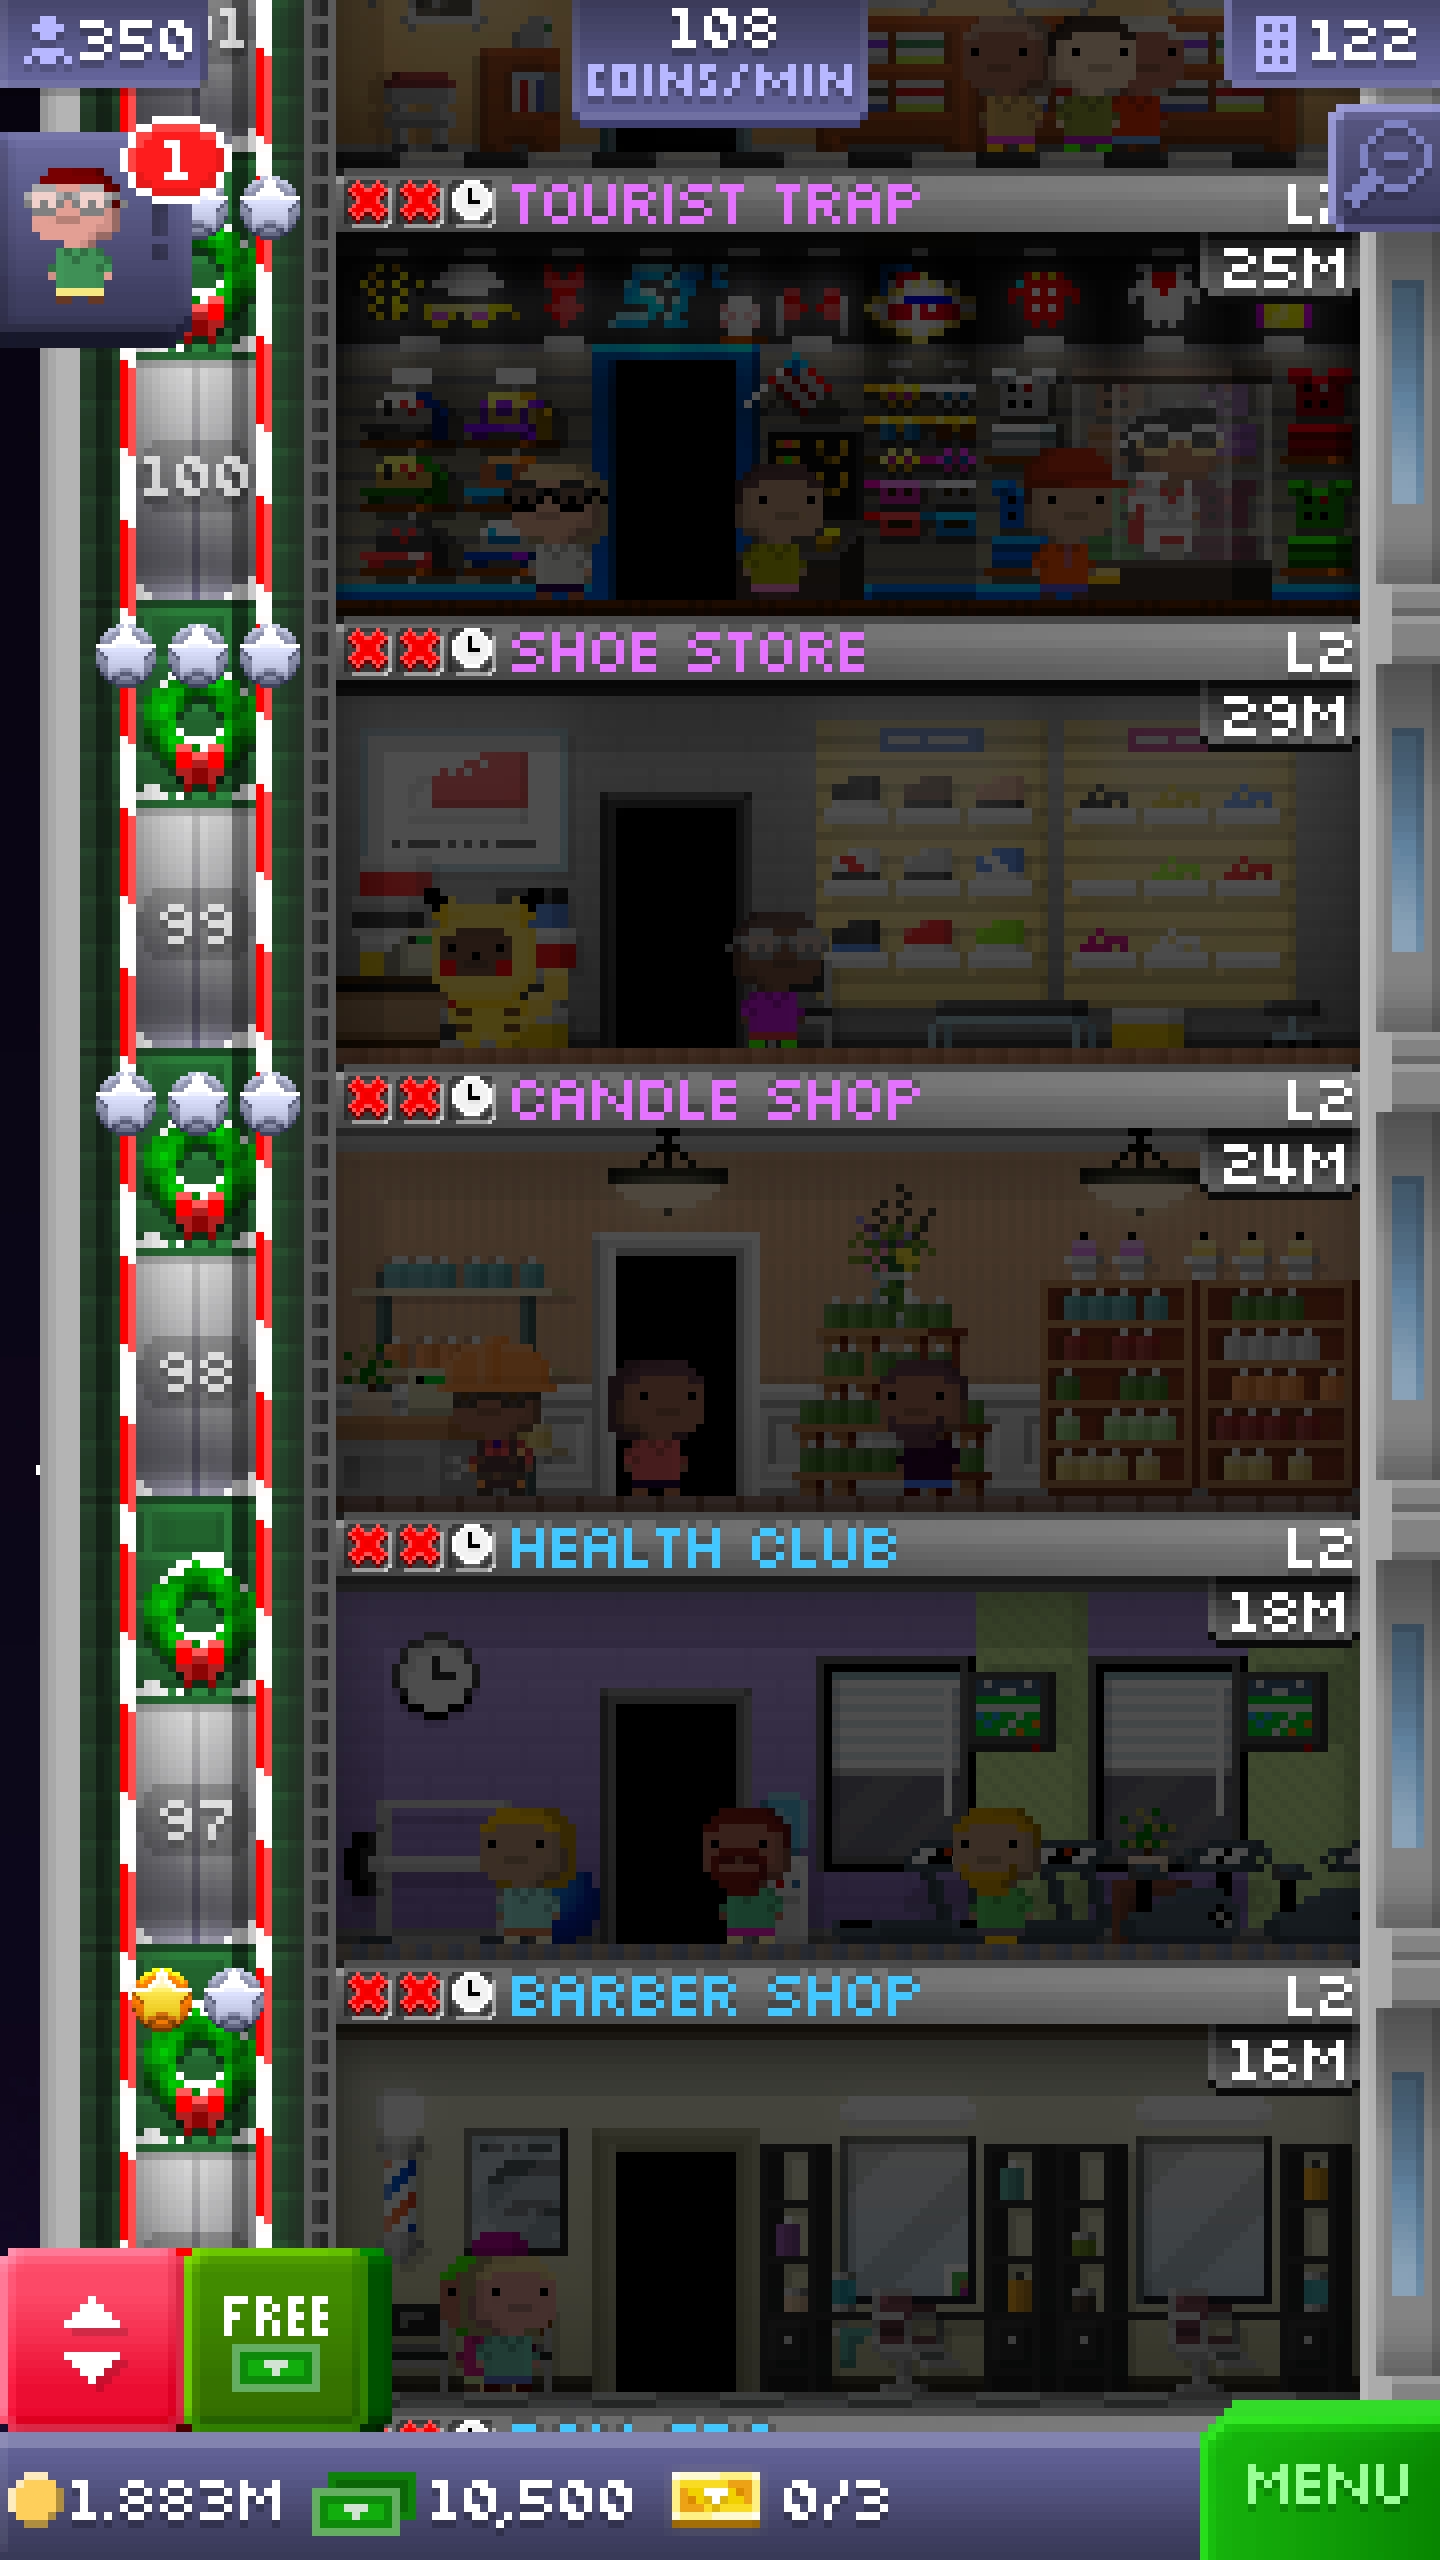 350
108
COINS/MIN
122
1
TOURIST TRAP
25M
100
SHOE STORE L2
29M
99
CANDLE SHOP L2
24M
98
HEALTH CLUB L2
18M
97
BARBER SHOP L2
16M
FREE
1.883M 10,500 0/3
MENU